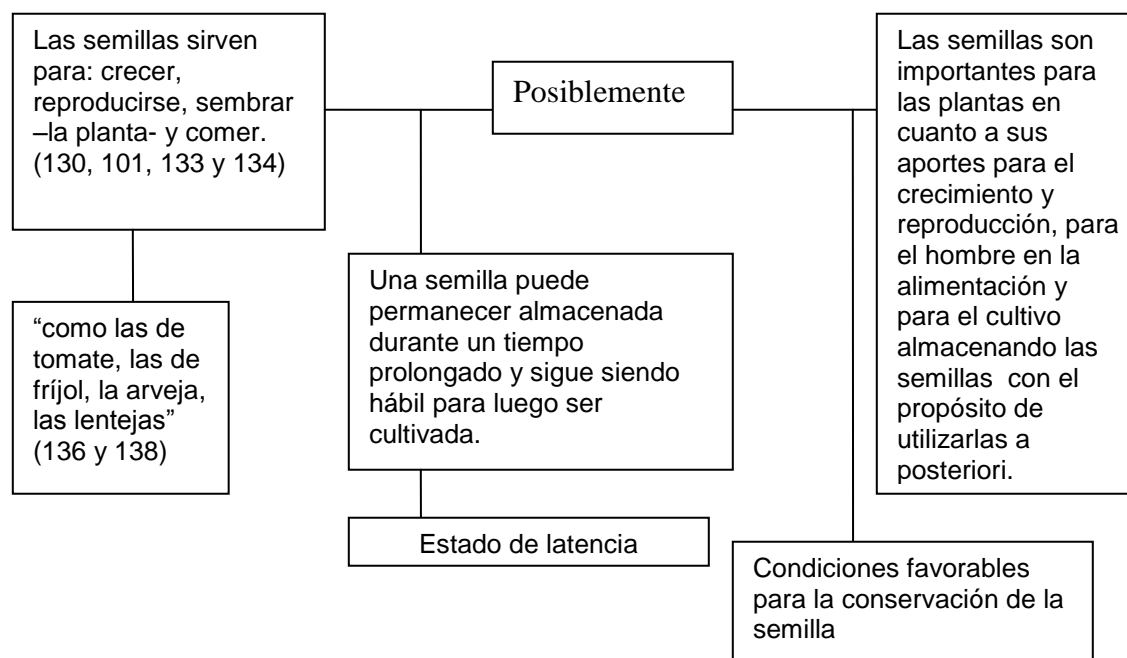 Las semillas sirven
para: crecer,
reproducirse, sembrar
–la planta- y comer.
(130, 101, 133 y 134)
Posiblemente
Las semillas son
importantes para
las plantas en
cuanto a sus
aportes para el
crecimiento y
reproducción, para
el hombre en la
alimentación y
para el cultivo
almacenando las
semillas  con el
propósito de
utilizarlas a
posteriori.
“como las de
tomate, las de
fríjol, la arveja,
las lentejas”
(136 y 138)
Una semilla puede
permanecer almacenada
durante un tiempo
prolongado y sigue siendo
hábil para luego ser
cultivada.
Estado de latencia
Condiciones favorables
para la conservación de la
semilla